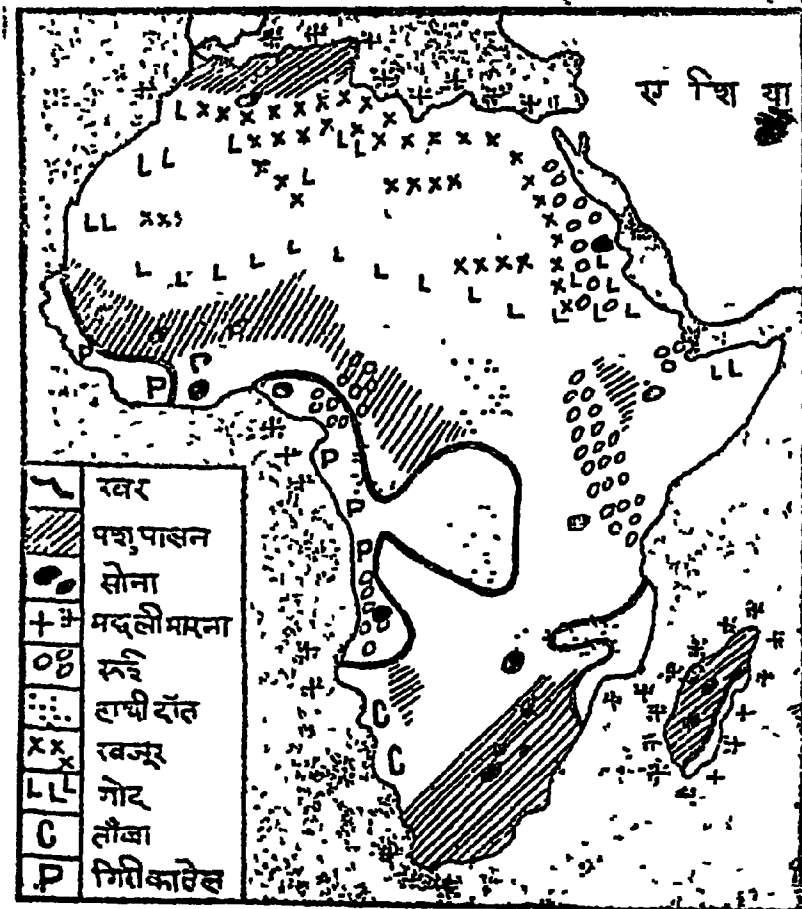 एशिया
रबर
पशुपालन
सोना
मछली मारना
रूई
हाथी दाँत
खजूर
गोंद
C ताँबा
P गिरी का तेल